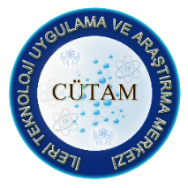 İLERİ TEKNOLOJİ UYGULAMA VE ARAŞTIRMA MERKEZİ
CÜTAM